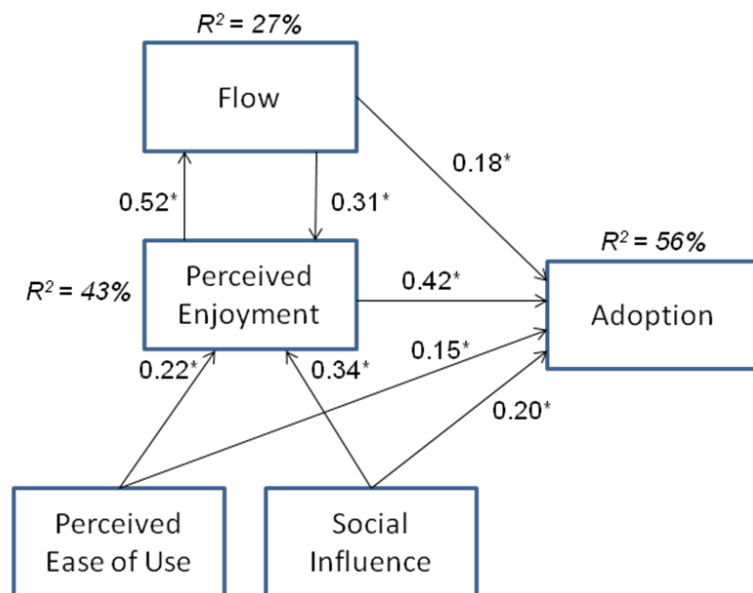 R² = 27%
Flow
0.18*
0.52*
0.31*
R² = 56%
R² = 43%
Perceived
Enjoyment
0.42*
Adoption
0.22*
0.34*
0.15*
0.20*
Perceived
Ease of Use
Social
Influence